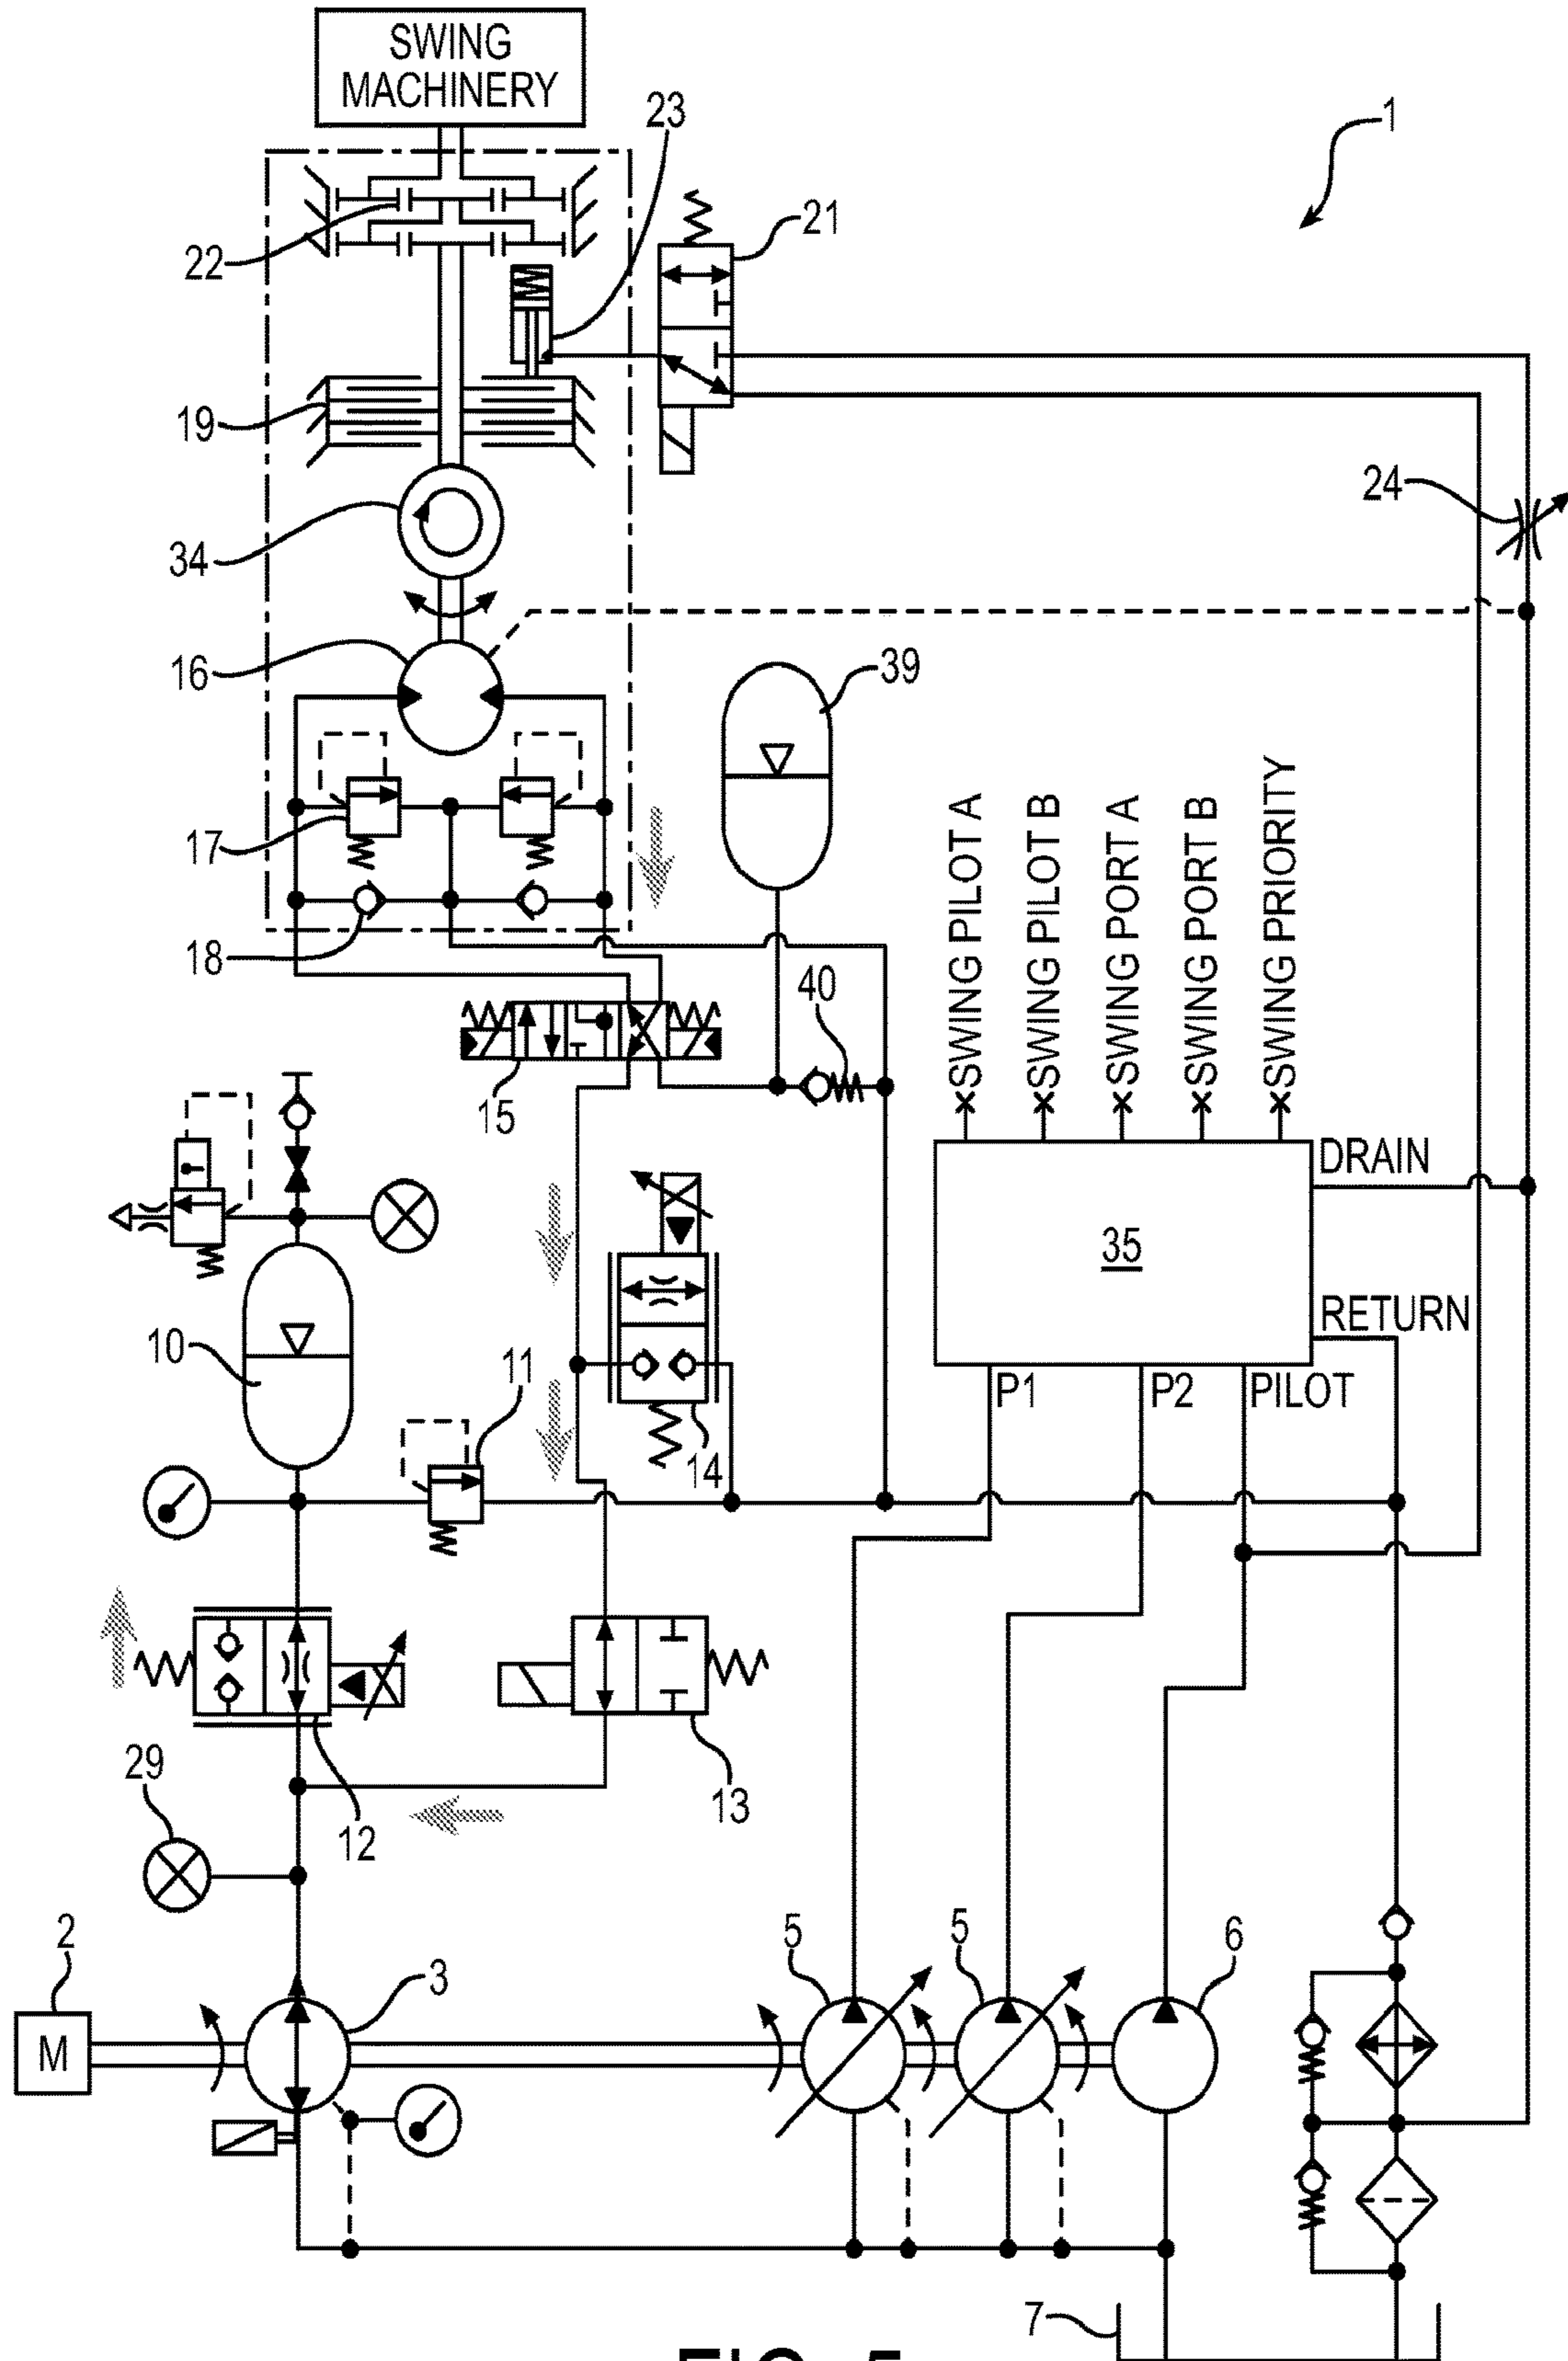 SWING
MACHINERY
23
1
21
22
19
24
34
16
39
17
18
SWING PILOT A
SWING PILOT B
SWING PORT A
SWING PORT B
SWING PRIORITY
40
15
DRAIN
35
10
RETURN
11
P1
P2
PILOT
14
29
12
13
2
3
5
5
6
M
7